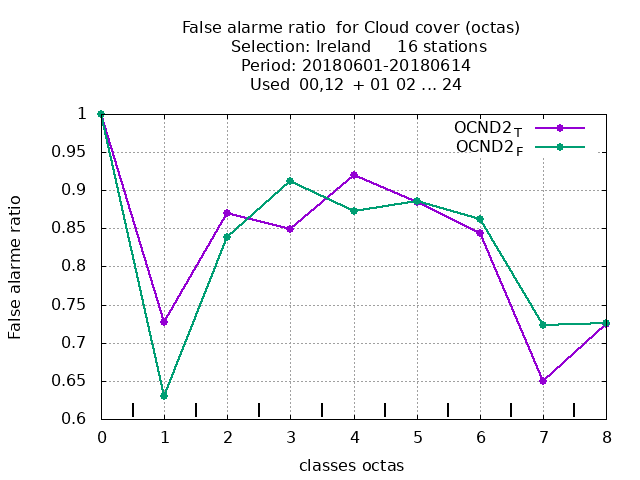 False alarme ratio  for Cloud cover (octas)
Selection: Ireland     16 stations
Period: 20180601-20180614
Used  00,12  + 01 02 ... 24
OCND2_T
OCND2_F
False alarme ratio
1
0.95
0.9
0.85
0.8
0.75
0.7
0.65
0.6
0 1 2 3 4 5 6 7 8
classes octas